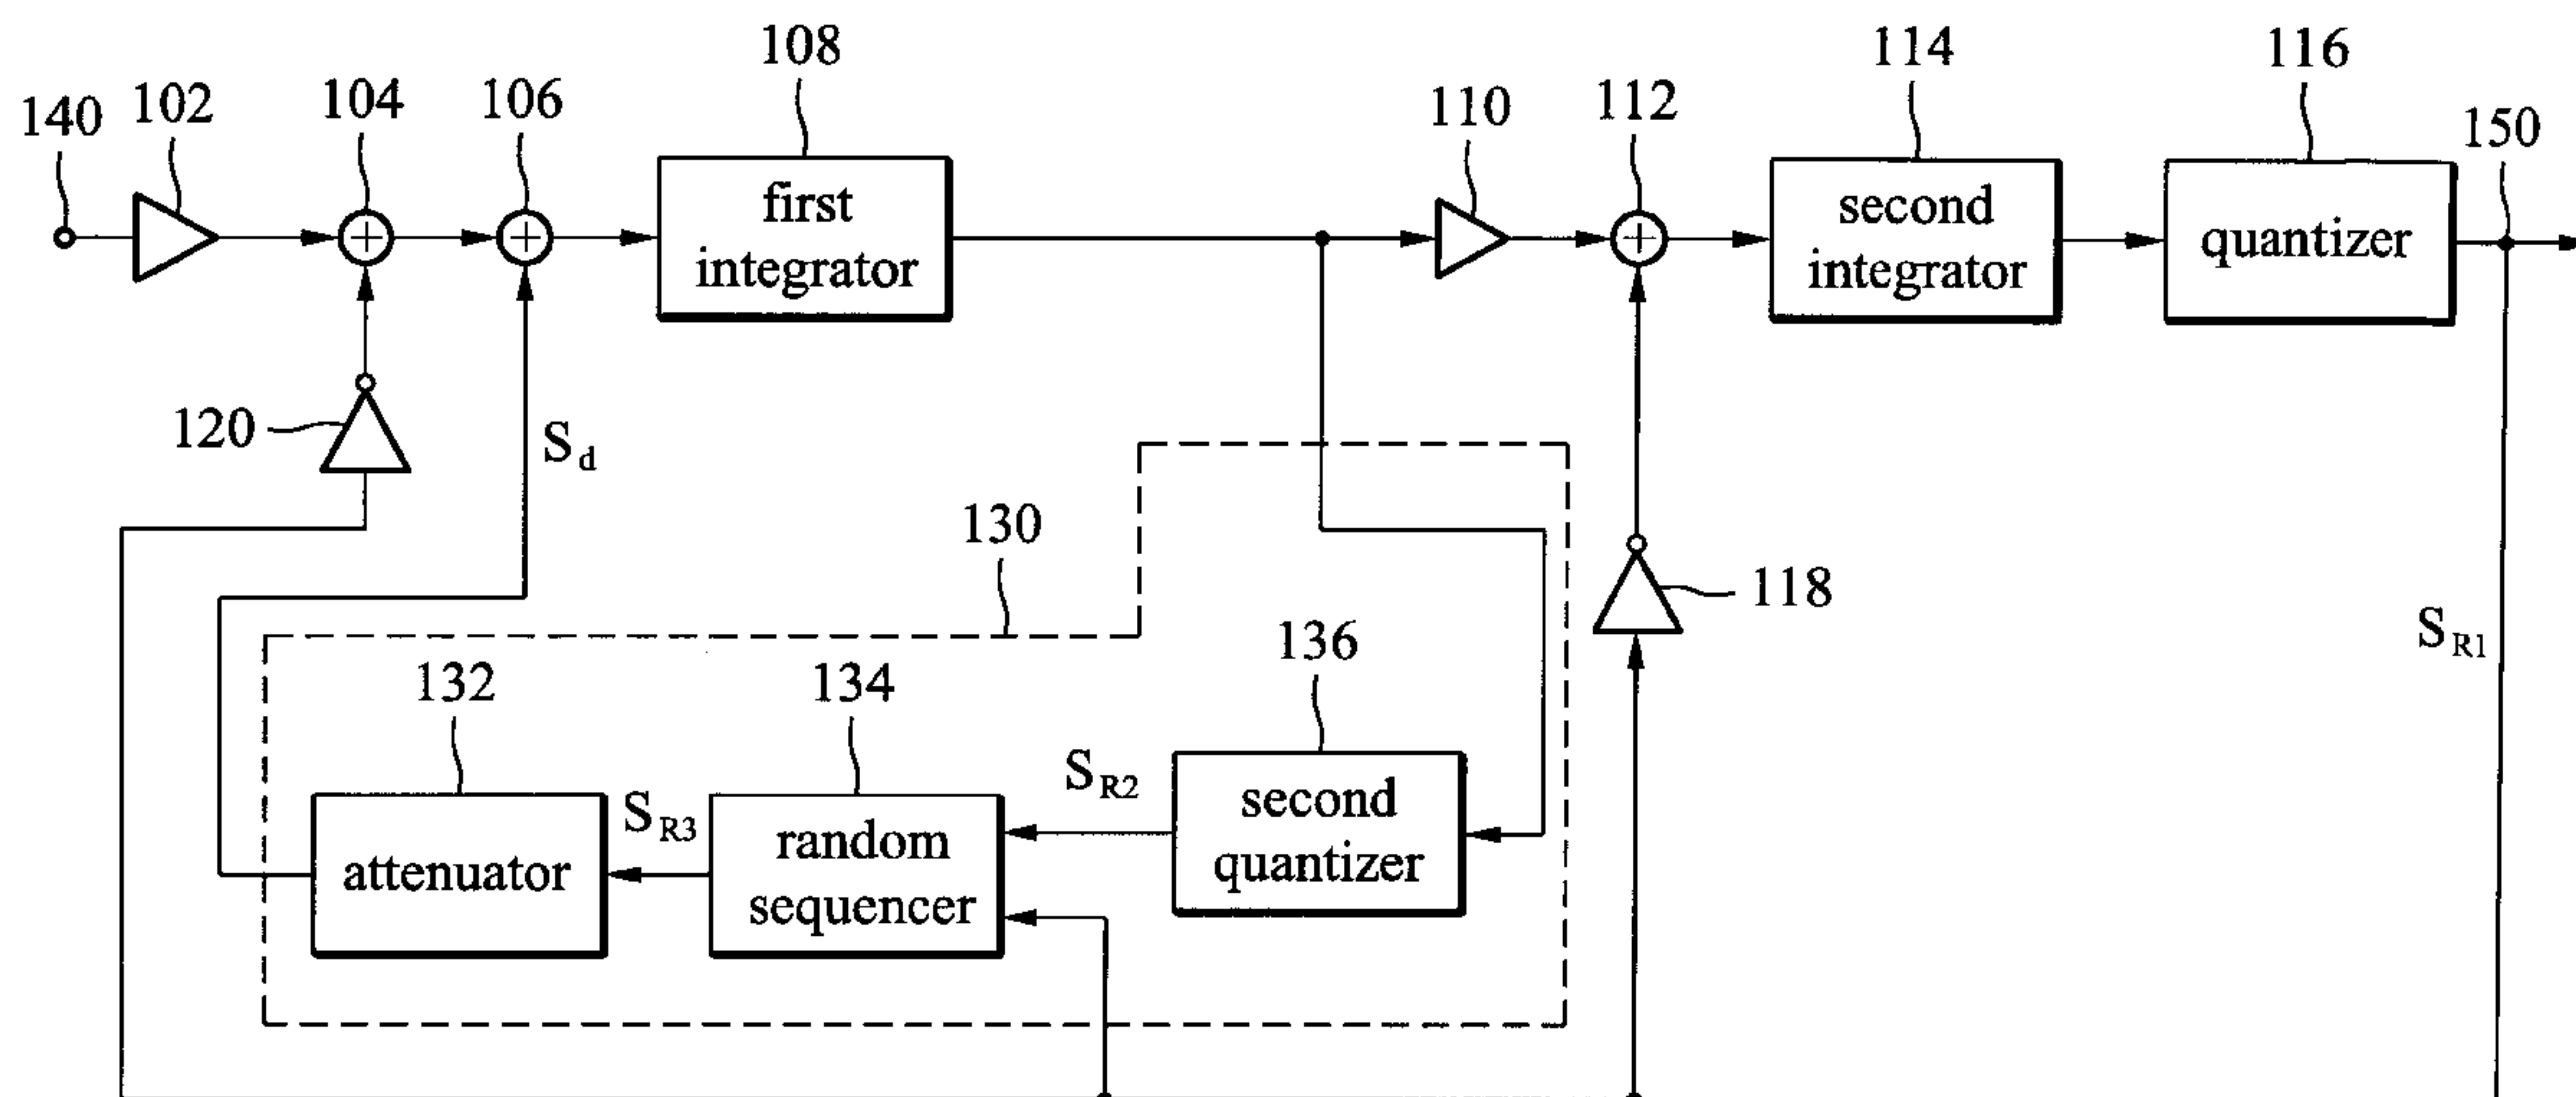 108
114
116
140
102
104
106
110
112
150
first
integrator
second
integrator
quantizer
120
S_d
130
118
S_R1
132
134
136
S_R3
S_R2
attenuator
random
sequencer
second
quantizer